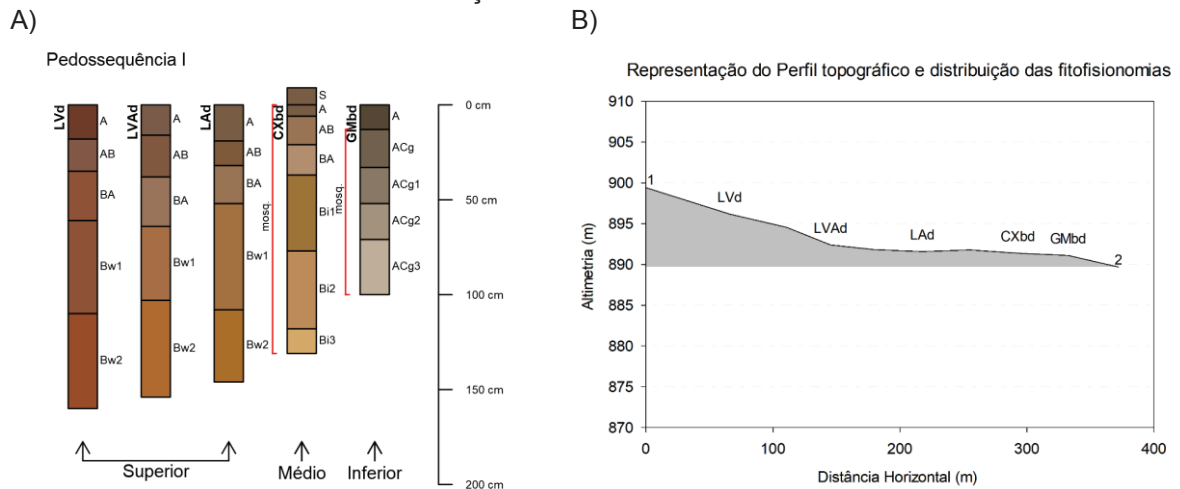 A)
Pedossequência I
LVd
A
AB
BA
Bw1
Bw2
LVAd
A
AB
BA
Bw1
Bw2
LAd
A
AB
BA
Bw1
Bw2
mosq.
CXbd
S
A
AB
BA
Bi1
Bi2
Bi3
mosq.
GMbd
A
ACg
ACg1
ACg2
ACg3
0 cm
50 cm
100 cm
150 cm
200 cm
Superior
Médio
Inferior
B)
Representação do Perfil topográfico e distribuição das fitofisionomias
Altimetria (m)
910
900
895
890
885
880
875
870
1
LVd
LVAd
LAd
CXbd
GMbd
2
0
100
200
300
400
Distância Horizontal (m)